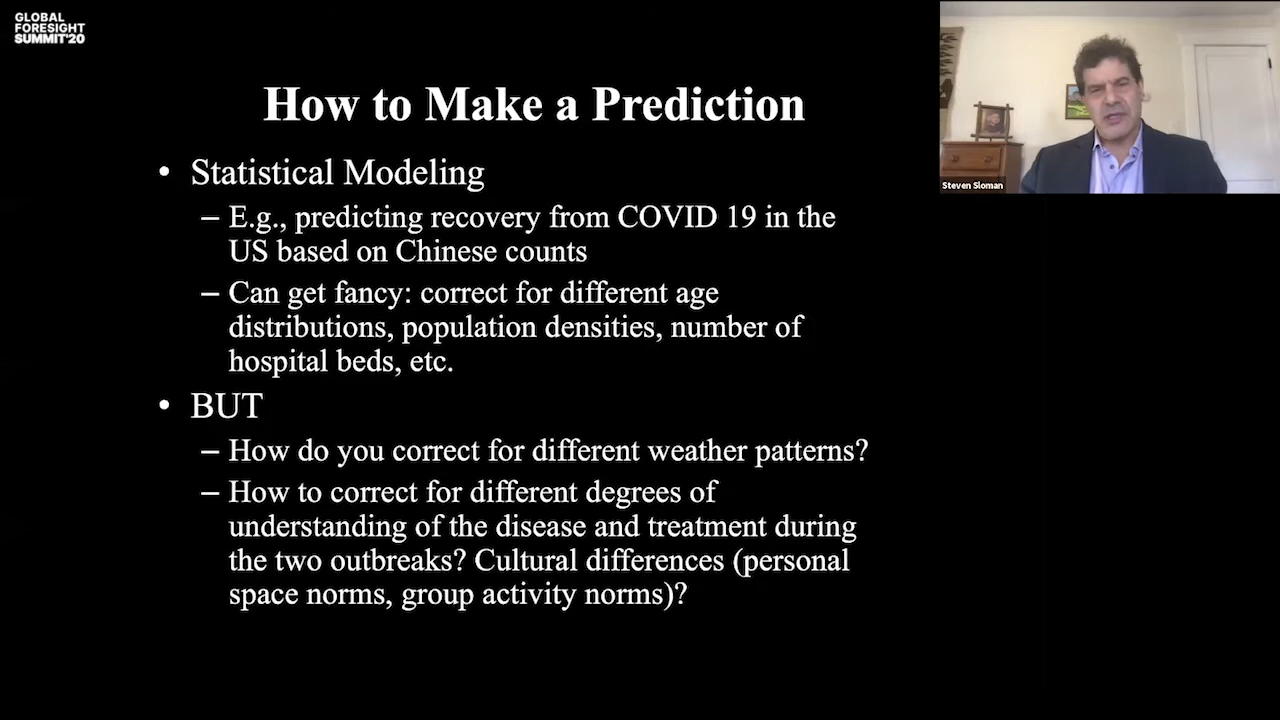 GLOBAL
FORESIGHT
SUMMIT'20
How to Make a Prediction
• Statistical Modeling
– E.g., predicting recovery from COVID 19 in the
US based on Chinese counts
– Can get fancy: correct for different age
distributions, population densities, number of
hospital beds, etc.
• BUT
– How do you correct for different weather patterns?
– How to correct for different degrees of
understanding of the disease and treatment during
the two outbreaks? Cultural differences (personal
space norms, group activity norms)?
Steven Sloman